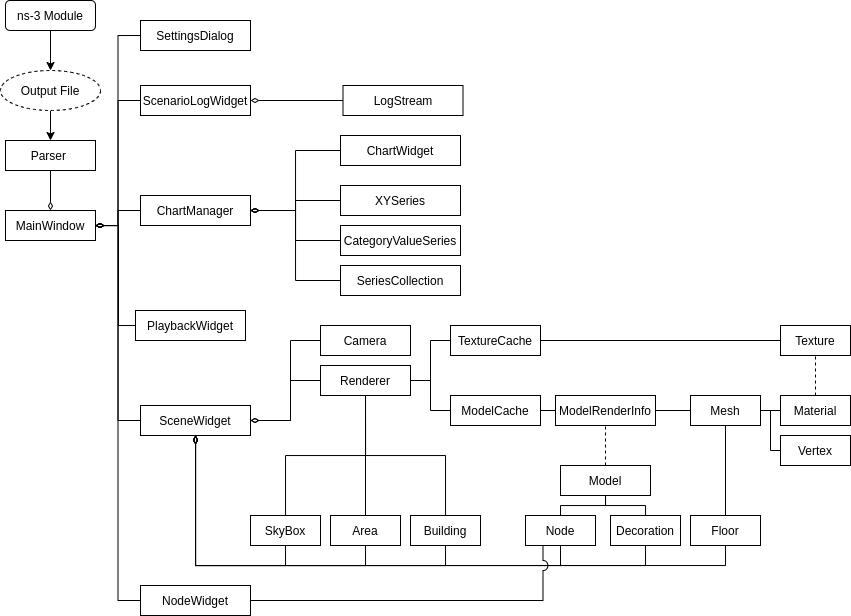 ns-3 Module
SettingsDialog
Output File
ScenarioLogWidget
LogStream
Parser
ChartWidget
XYSeries
MainWindow
ChartManager
CategoryValueSeries
SeriesCollection
PlaybackWidget
Camera
TextureCache
Texture
Renderer
SceneWidget
ModelCache
ModelRenderInfo
Mesh
Material
Vertex
Model
SkyBox
Area
Building
Node
Decoration
Floor
NodeWidget